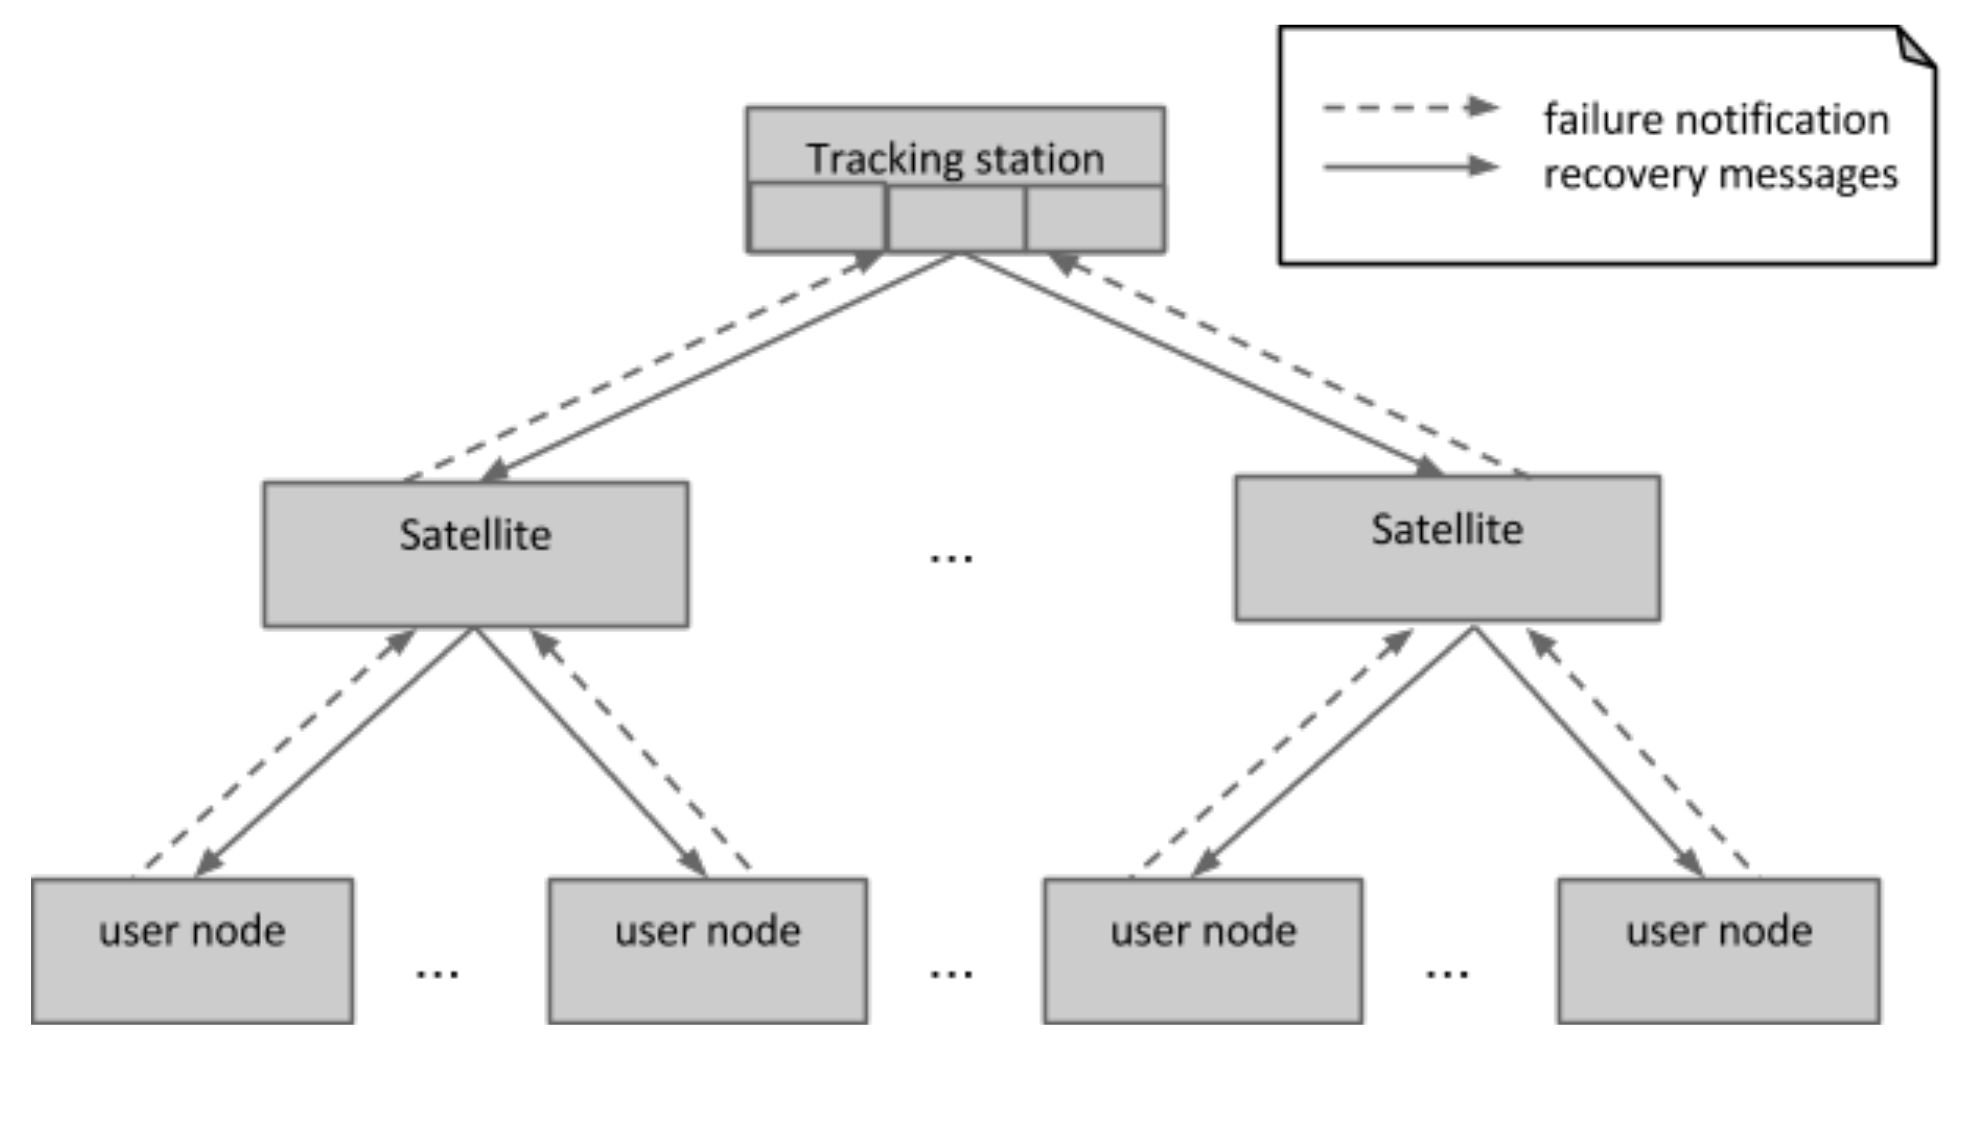 failure notification
recovery messages
Tracking station
Satellite
...
Satellite
user node
...
user node
...
user node
...
user node